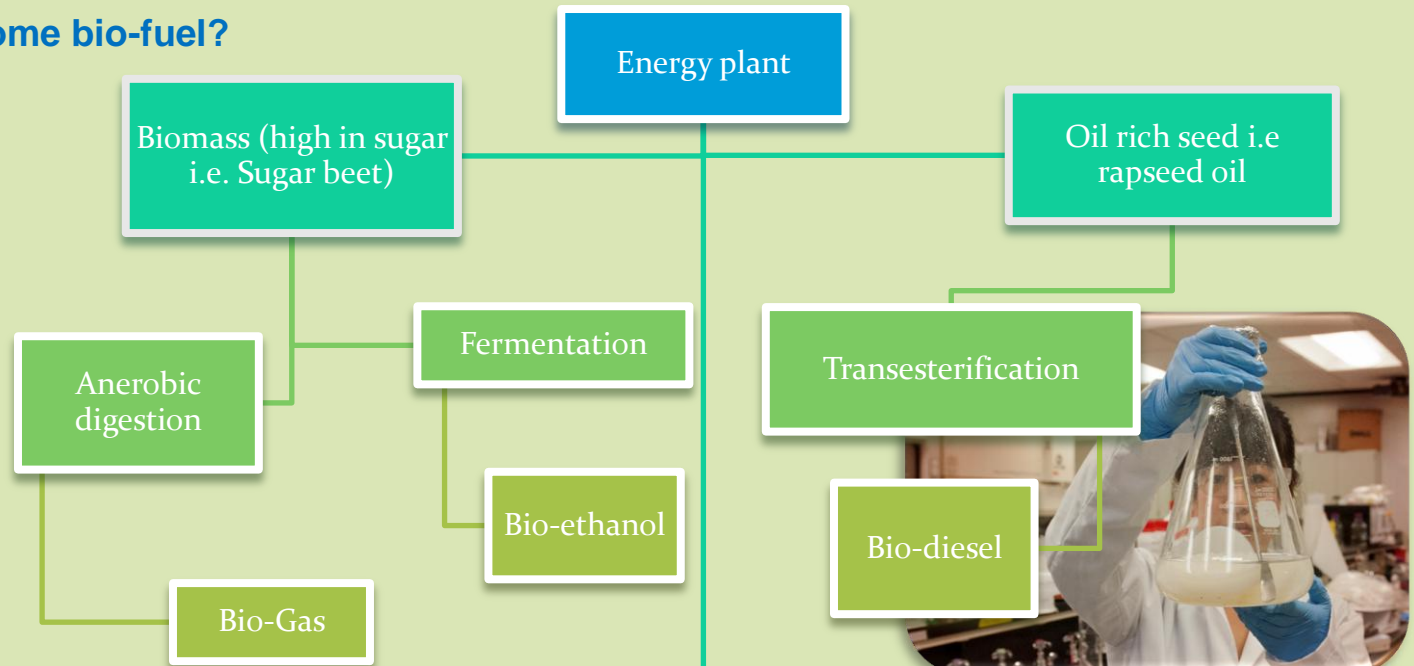 ome bio-fuel?
Energy plant
Biomass (high in sugar
i.e. Sugar beet)
Oil rich seed i.e
rapseed oil
Fermentation
Anerobic
digestion
Transesterification
Bio-ethanol
Bio-diesel
Bio-Gas